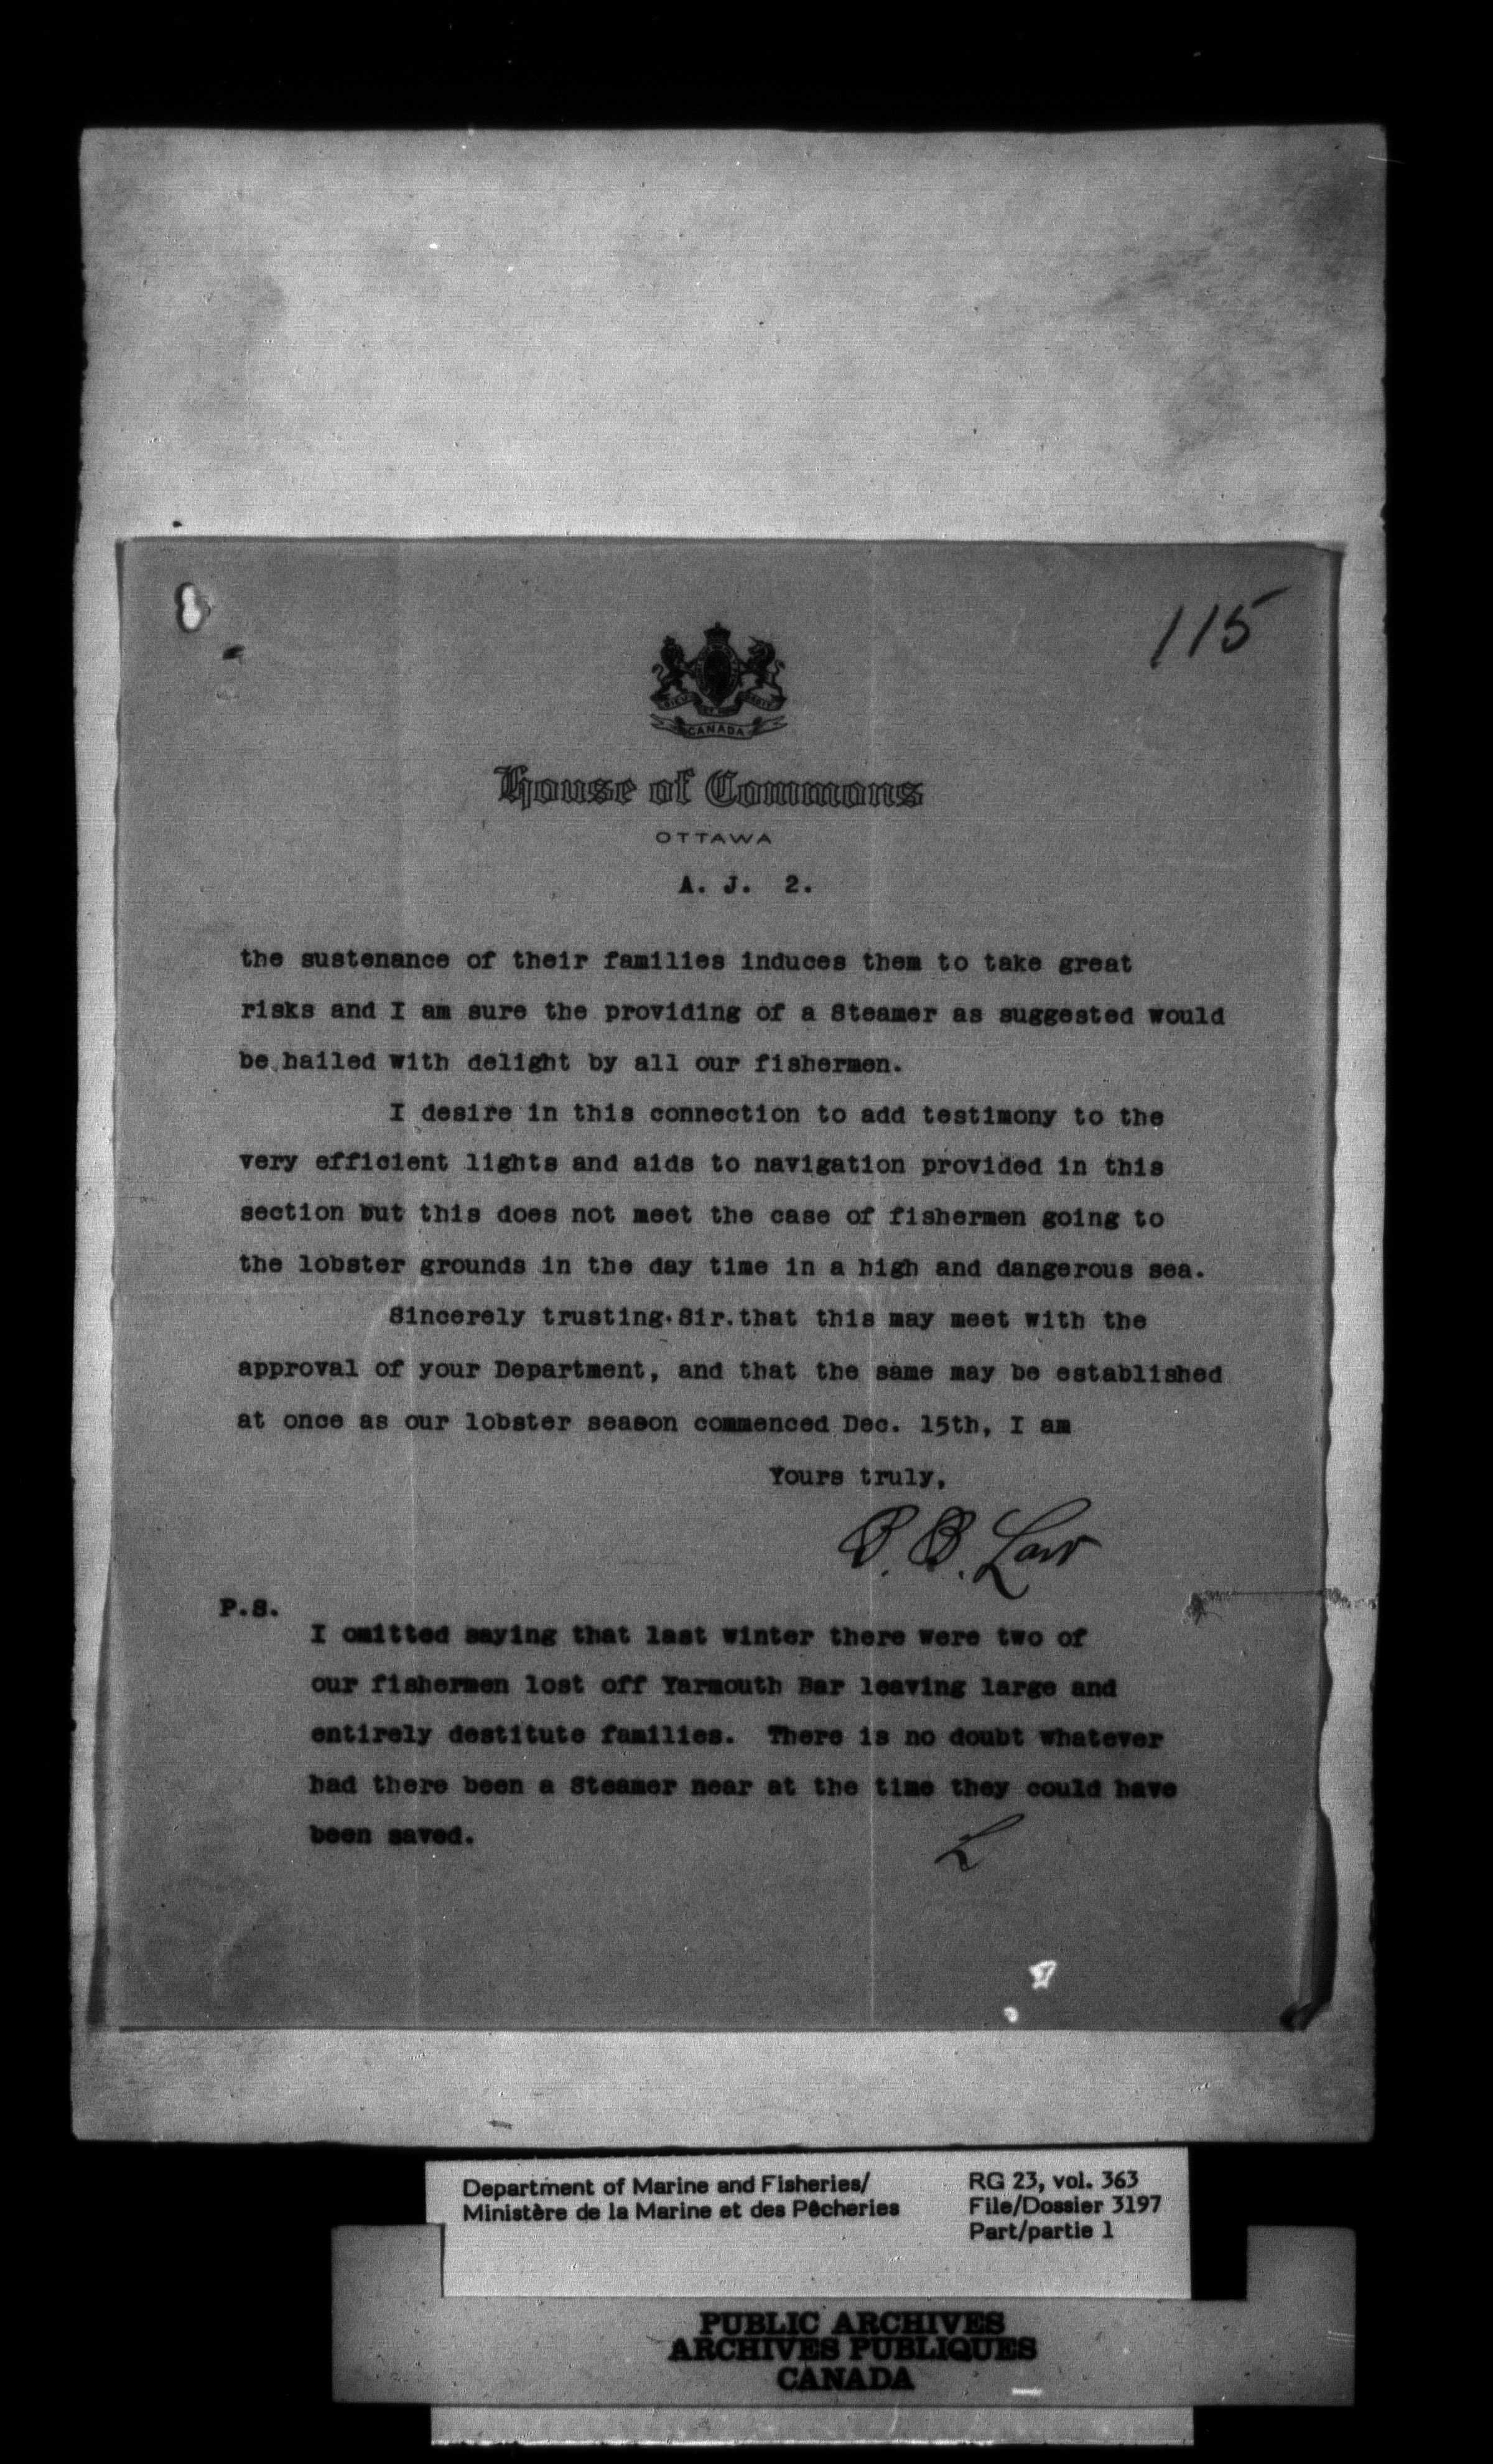 115
DIEU ET MON DROIT
CANADA
House of Commons
OTTAWA
A. J. 2.
the sustenance of their families induces them to take great
risks and I am sure the providing of a Steamer as suggested would
be hailed with delight by all our fishermen.
I desire in this connection to add testimony to the
very efficient lights and aids to navigation provided in this
section but this does not meet the case of fishermen going to
the lobster grounds in the day time in a high and dangerous sea.
Sincerely trusting.Sir.that this may meet with the
approval of your Department, and that the same may be established
at once as our lobster season commenced Dec. 15th, I am
Yours truly,
B. B. Law
P.S.
I omitted saying that last winter there were two of
our fishermen lost off Yarmouth Bar leaving large and
entirely destitute families. There is no doubt whatever
had there been a Steamer near at the time they could have
been saved.
L
Department of Marine and Fisheries/
Ministère de la Marine et des Pêcheries
RG 23, vol. 363
File/Dossier 3197
Part/partie 1
PUBLIC ARCHIVES
ARCHIVES PUBLIQUES
CANADA